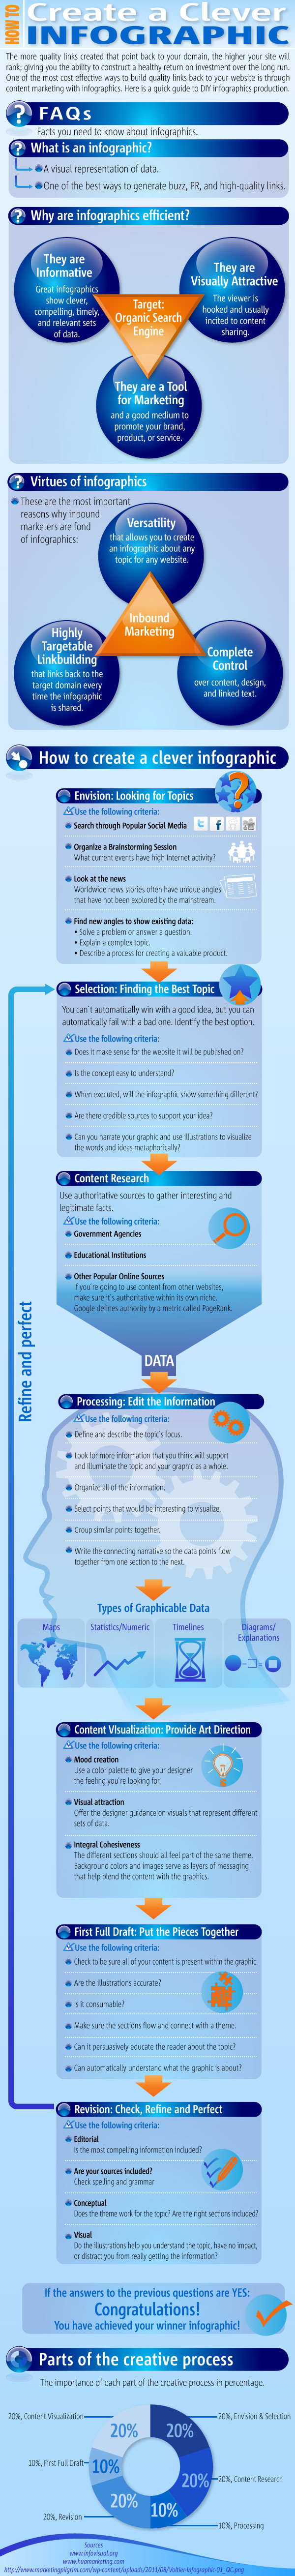 HOW TO
Create a Clever
INFOGRAPHIC
The more quality links created that point back to your domain, the higher your site will
rank, giving you the ability to construct a healthy return on investment over the long run.
One of the most cost effective ways to build quality links back to your website is through
content marketing with infographics. Here is a quick guide to DIY infographics production.
? FAQs
Facts you need to know about infographics.
? What is an infographic?
A visual representation of data.
One of the best ways to generate buzz, PR, and high-quality links.
? Why are infographics efficient?
They are
Informative
Great infographics
show clever,
compelling, timely,
and relevant sets
of data.
They are
Visually Attractive
The viewer is
hooked and usually
incited to content
sharing.
Target:
Organic Search
Engine
They are a Tool
for Marketing
and a good medium to
promote your brand,
product, or service.
? Virtues of infographics
These are the most important
reasons why inbound
marketers are fond
of infographics:
Versatility
that allows you to create
an infographic about any
topic for any website.
Inbound
Marketing
Highly
Targetable
Linkbuilding
that links back to the
target domain every
time the infographic
is shared.
Complete
Control
over content, design,
and linked text.
How to create a clever infographic
Envision: Looking for Topics
Use the following criteria:
Search through Popular Social Media
Organize a Brainstorming Session
What current events have high Internet activity?
Look at the news
Worldwide news stories often have unique angles
that have not been explored by the mainstream.
Find new angles to show existing data:
• Solve a problem or answer a question.
• Explain a complex topic.
• Describe a process for creating a valuable product.
Selection: Finding the Best Topic
You can't automatically win with a good idea, but you can
automatically fail with a bad one. Identify the best option.
Use the following criteria:
Does it make sense for the website it will be published on?
Is the concept easy to understand?
When executed, will the infographic show something different?
Are there credible sources to support your idea?
Can you narrate your graphic and use illustrations to visualize
the words and ideas metaphorically?
Content Research
Use authoritative sources to gather interesting and
legitimate facts.
Use the following criteria:
Government Agencies
Educational Institutions
Other Popular Online Sources
If you're going to use content from other websites,
make sure it's authoritative within its own niche.
Google defines authority by a metric called PageRank.
DATA
Refine and perfect
Processing: Edit the Information
Use the following criteria:
Define and describe the topic's focus.
Look for more information that you think will support
and illuminate the topic and your graphic as a whole.
Organize all of the information.
Select points that would be interesting to visualize.
Group similar points together.
Write the connecting narrative so the data points flow
together from one section to the next.
Types of Graphicable Data
Maps
Statistics/Numeric
Timelines
Diagrams/
Explanations
Content Visualization: Provide Art Direction
Use the following criteria:
Mood creation
Use a color palette to give your designer
the feeling you're looking for.
Visual attraction
Offer the designer guidance on visuals that represent different
sets of data.
Integral Cohesiveness
The different sections should all feel part of the same theme.
Background colors and images serve as layers of messaging
that help blend the content with the graphics.
First Full Draft: Put the Pieces Together
Use the following criteria:
Check to be sure all of your content is present within the graphic.
Are the illustrations accurate?
Is it consumable?
Make sure the sections flow and connect with a theme.
Can it persuasively educate the reader about the topic?
Can automatically understand what the graphic is about?
Revision: Check, Refine and Perfect
Use the following criteria:
Editorial
Is the most compelling information included?
Are your sources included?
Check spelling and grammar
Conceptual
Does the theme work for the topic? Are the right sections included?
Visual
Do the illustrations help you understand the topic, have no impact,
or distract you from really getting the information?
If the answers to the previous questions are YES:
Congratulations!
You have achieved your winner infographic!
Parts of the creative process
The importance of each part of the creative process in percentage.
20%, Content Visualization
20%
20%
20%, Envision & Selection
10%, First Full Draft
10%
20%
20%, Content Research
20%, Revision
20%
10%
10%, Processing
Sources
www.infovisual.org
www.huomarketing.com
http://www.marketingpilgrim.com/wp-content/uploads/2011/08/Voltier-Infographic-01_QC.png